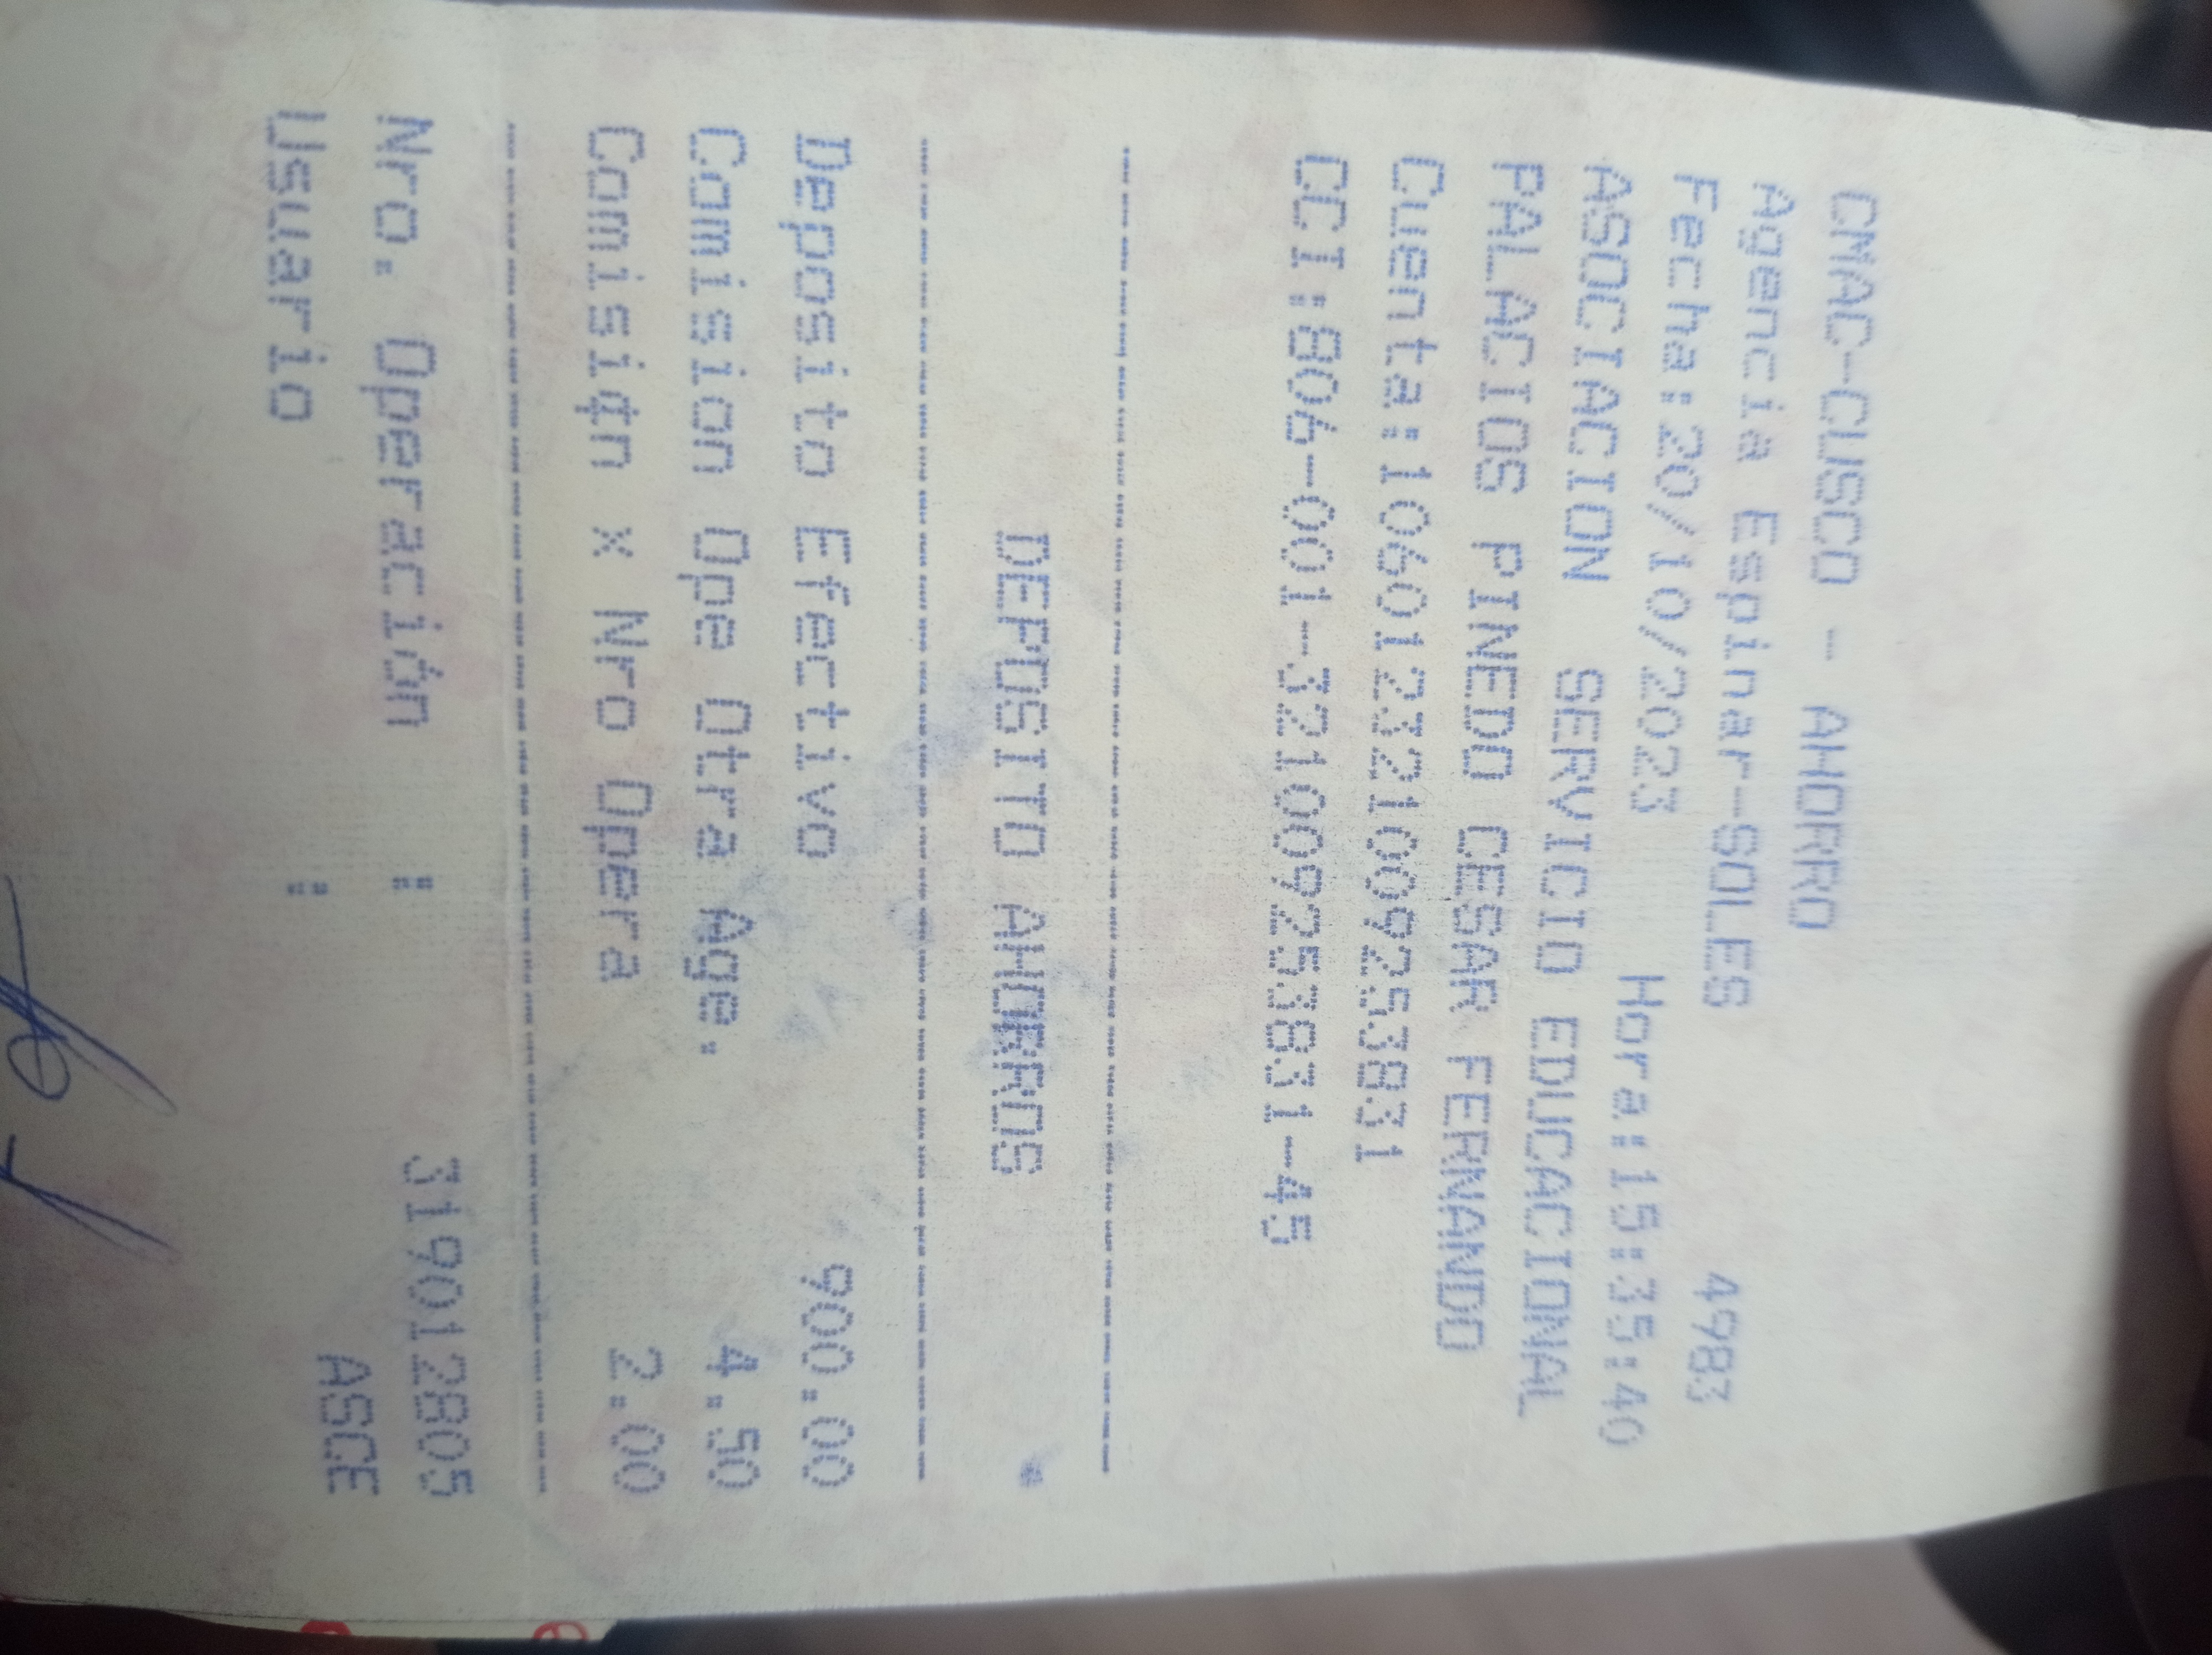 CMAC-CUSCO - AHORRO
Agencia Espinar-SOLES 4983
Fecha:20/10/2023 Hora:15:35:40
ASOCIACION SERVICIO EDUCACIONAL
PALACIOS PINEDO CESAR FERNANDO
Cuenta:106012321009253831
CCI:806-001-321009253831-45
DEPOSITO AHORROS
Deposito Efectivo 900.00
Comision Ope Otra Age. 4.50
Comisión x Nro Opera 2.00
Nro. Operación : 319012805
Usuario : ASCE